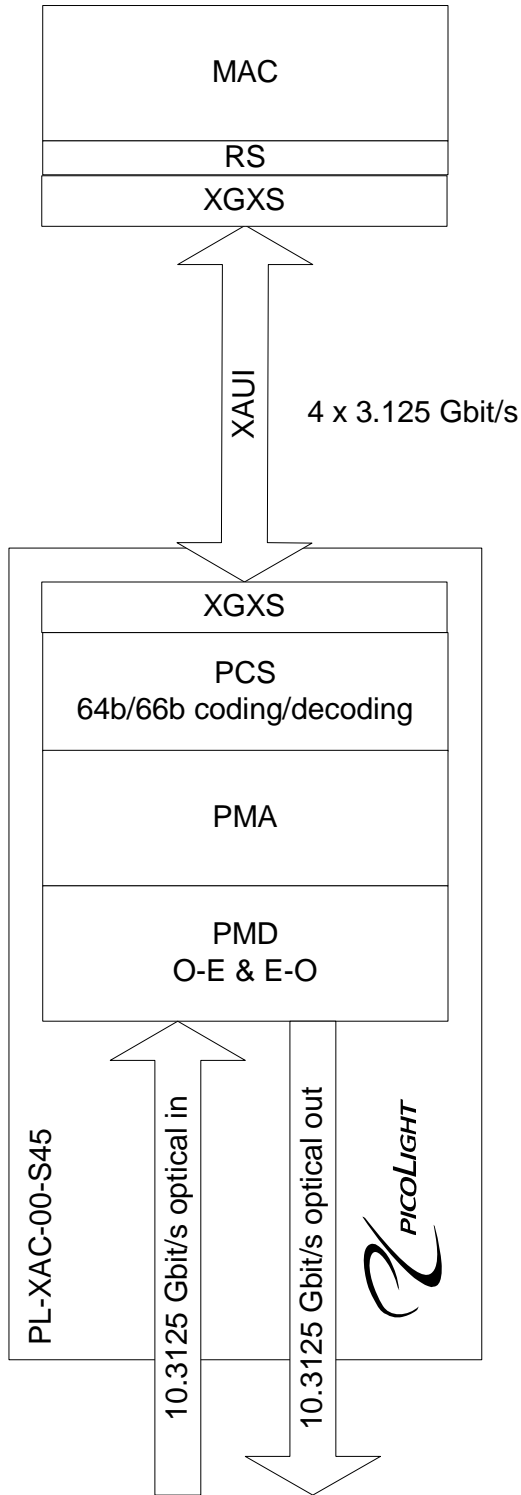 MAC
RS
XGXS
XAUI
4 x 3.125 Gbit/s
XGXS
PCS
64b/66b coding/decoding
PMA
PMD
O-E & E-O
PL-XAC-00-S45
10.3125 Gbit/s optical in
10.3125 Gbit/s optical out
PICOLIGHT